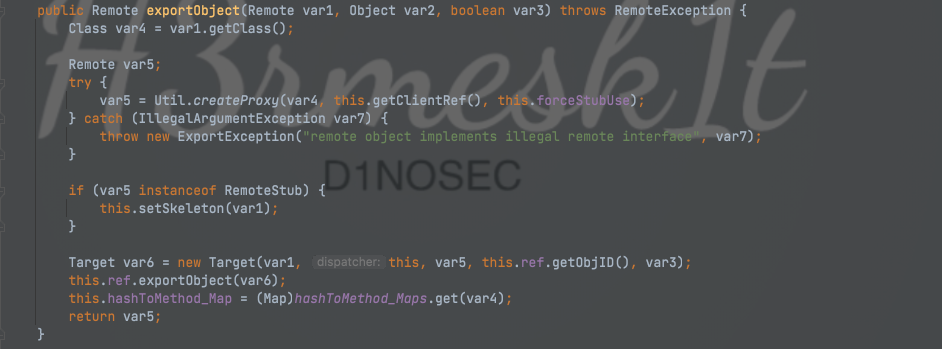 public Remote exportObject(Remote var1, Object var2, boolean var3) throws RemoteException {
    Class var4 = var1.getClass();

    Remote var5;
    try {
        var5 = Util.createProxy(var4, this.getClientRef(), this.forceStubUse);
    } catch (IllegalArgumentException var7) {
        throw new ExportException("remote object implements illegal remote interface", var7);
    }

    if (var5 instanceof RemoteStub) {
        this.setSkeleton(var1);
    }

    Target var6 = new Target(var1, dispatcher: this, var5, this.ref.getObjID(), var3);
    this.ref.exportObject(var6);
    this.hashToMethod_Map = (Map)hashToMethod_Maps.get(var4);
    return var5;
}
H3rmesk1t
D1NOSEC